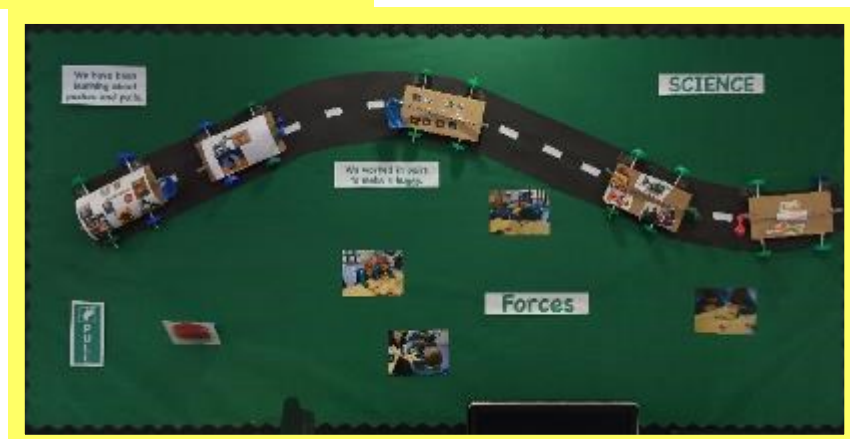 We have been
learning about
pushes and pulls.
SCIENCE
We worked in pairs
to make a buggy.
Forces
PULL